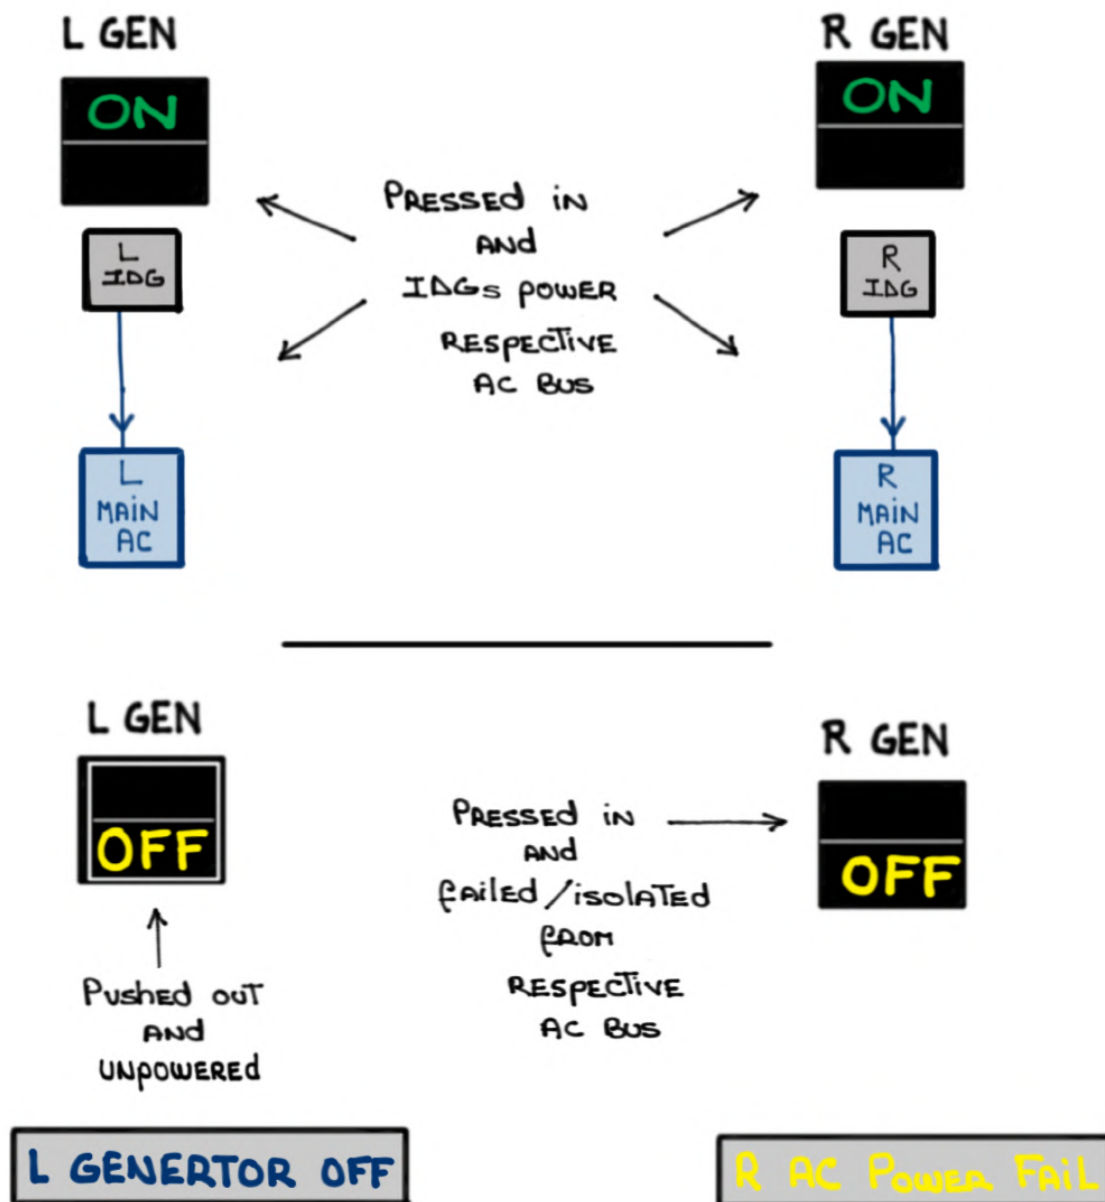 L GEN
R GEN
ON
ON
PRESSED IN
AND
IDGs POWER
RESPECTIVE
AC BUS
L
IDG
R
IDG
L
MAIN
AC
R
MAIN
AC
L GEN
R GEN
OFF
OFF
PRESSED IN
AND
FAILED/ISOLATED
FROM
RESPECTIVE
AC BUS
PUSHED OUT
AND
UNPOWERED
L GENERTOR OFF
R AC POWER FAIL